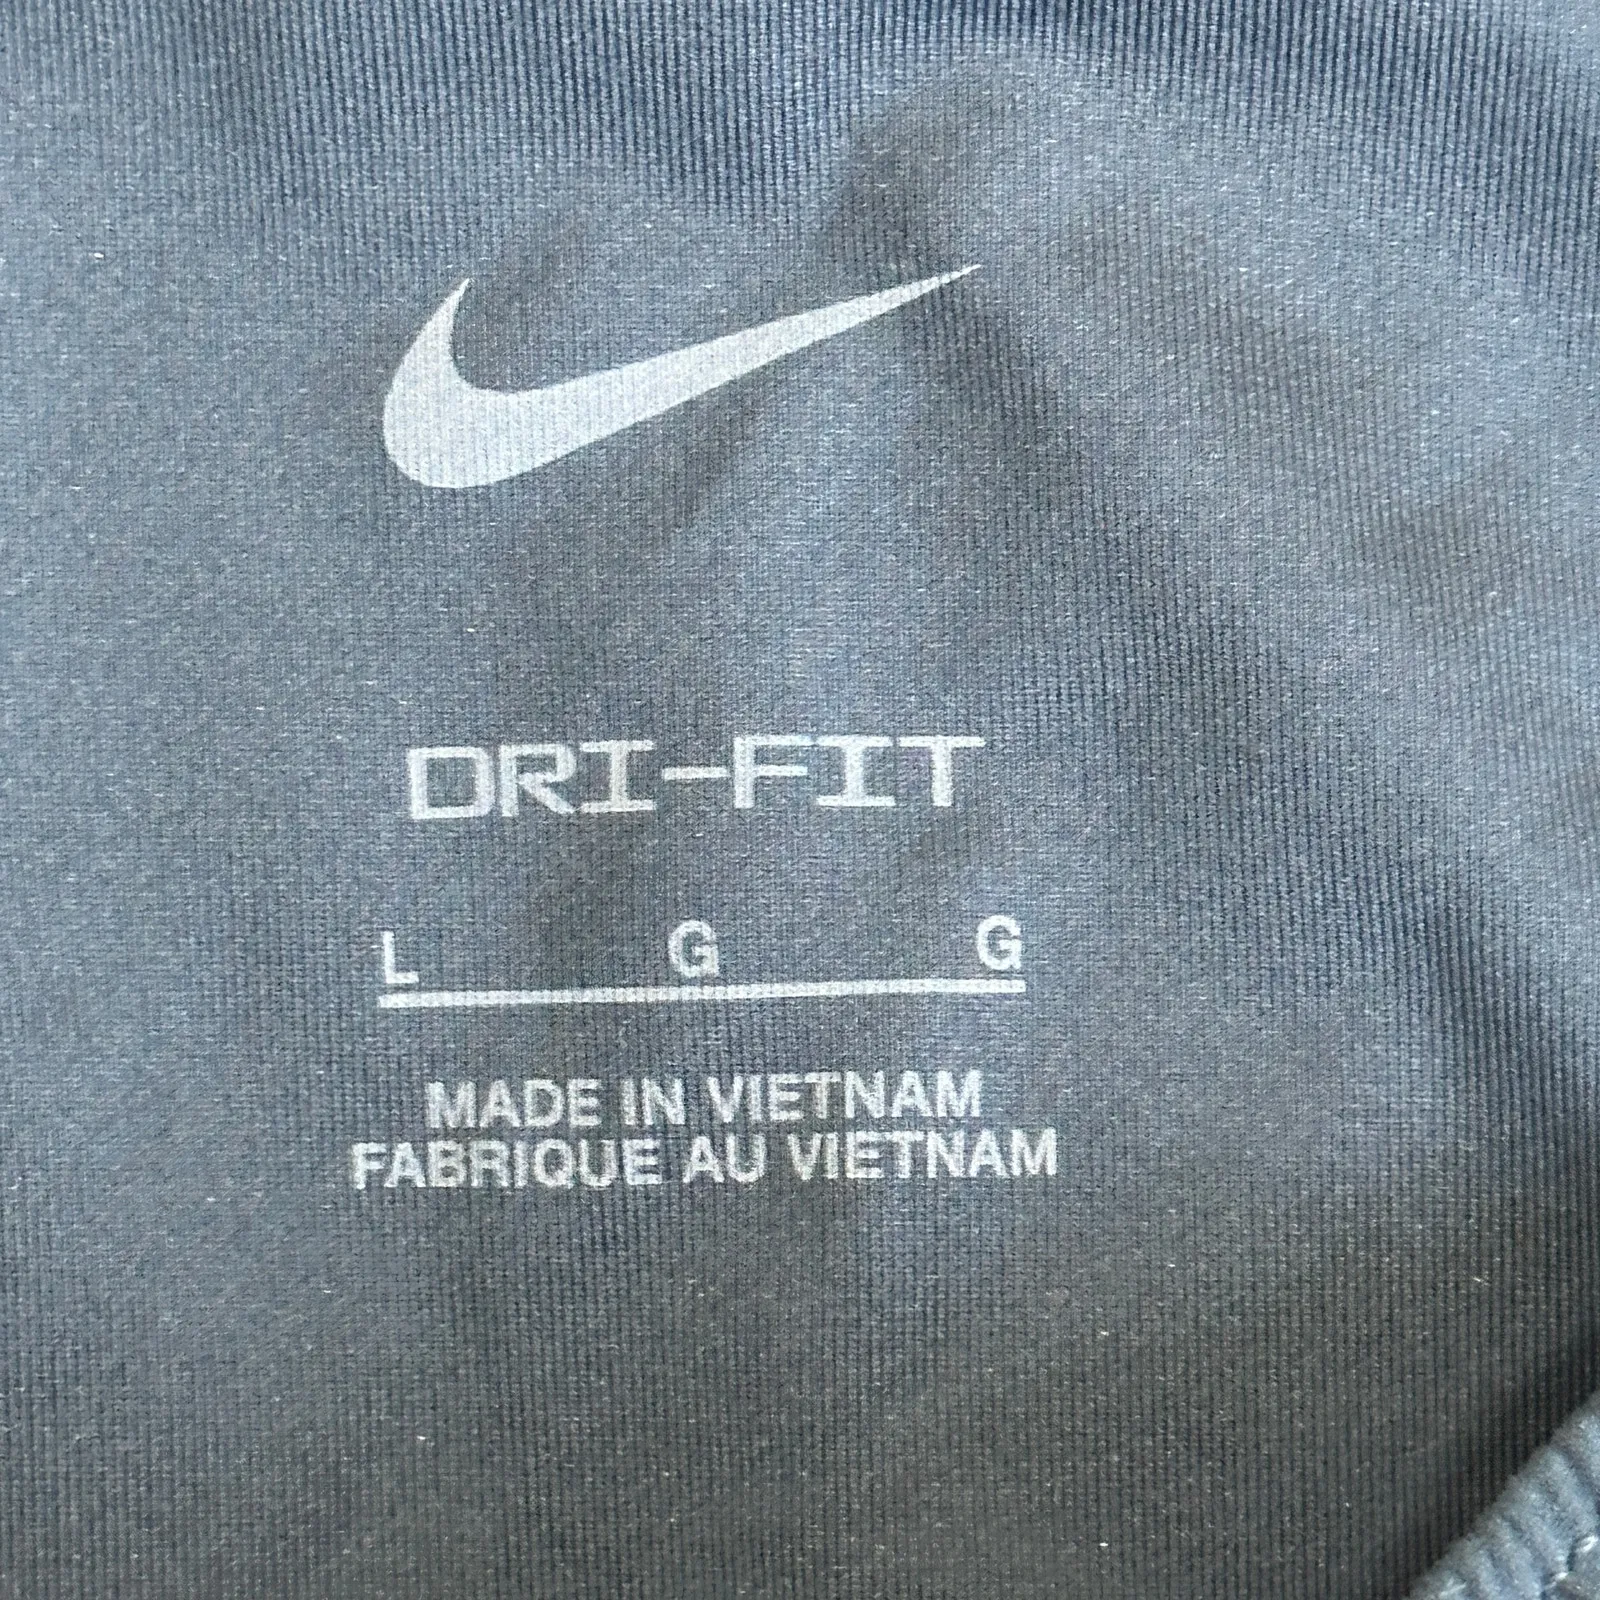 DRI-FIT
L G G
MADE IN VIETNAM
FABRIQUE AU VIETNAM